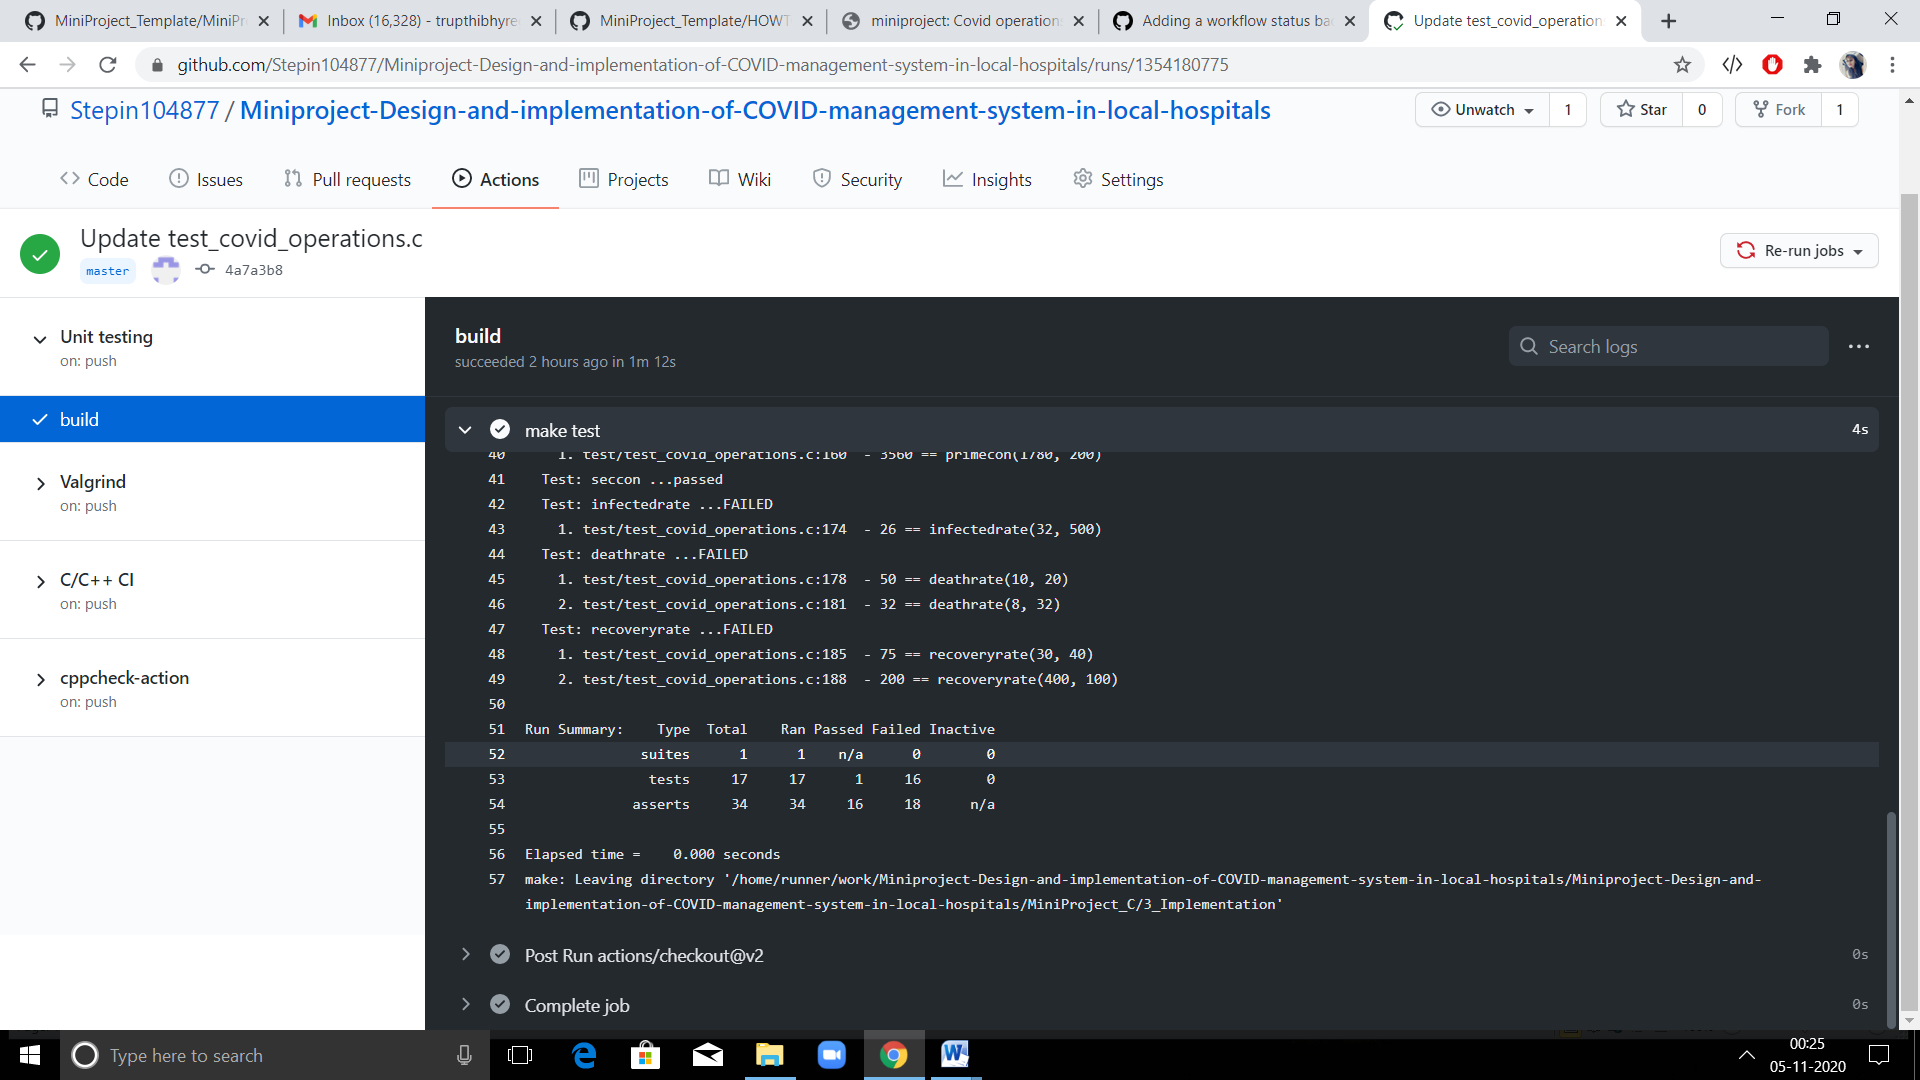 MiniProject_Template/MiniPr
Inbox (16,328) - trupthibhyre
MiniProject_Template/HOWT
miniproject: Covid operation
Adding a workflow status ba
Update test_covid_operation
github.com/Stepin104877/Miniproject-Design-and-implementation-of-COVID-management-system-in-local-hospitals/runs/1354180775
Stepin104877 / Miniproject-Design-and-implementation-of-COVID-management-system-in-local-hospitals
Unwatch 1 Star 0 Fork 1
Code Issues Pull requests Actions Projects Wiki Security Insights Settings
Update test_covid_operations.c
master 4a7a3b8
Re-run jobs
Unit testing
on: push
build
Valgrind
on: push
C/C++ CI
on: push
cppcheck-action
on: push
build
succeeded 2 hours ago in 1m 12s
Search logs
make test 4s
40 1. test/test_covid_operations.c:160 - 3560 == primecon(1780, 200)
41 Test: seccon ...passed
42 Test: infectedrate ...FAILED
43 1. test/test_covid_operations.c:174 - 26 == infectedrate(32, 500)
44 Test: deathrate ...FAILED
45 1. test/test_covid_operations.c:178 - 50 == deathrate(10, 20)
46 2. test/test_covid_operations.c:181 - 32 == deathrate(8, 32)
47 Test: recoveryrate ...FAILED
48 1. test/test_covid_operations.c:185 - 75 == recoveryrate(30, 40)
49 2. test/test_covid_operations.c:188 - 200 == recoveryrate(400, 100)
50
51 Run Summary: Type Total Ran Passed Failed Inactive
52 suites 1 1 n/a 0 0
53 tests 17 17 1 16 0
54 asserts 34 34 16 18 n/a
55
56 Elapsed time = 0.000 seconds
57 make: Leaving directory '/home/runner/work/Miniproject-Design-and-implementation-of-COVID-management-system-in-local-hospitals/Miniproject-Design-and-
implementation-of-COVID-management-system-in-local-hospitals/MiniProject_C/3_Implementation'
Post Run actions/checkout@v2 0s
Complete job 0s
Type here to search
00:25
05-11-2020